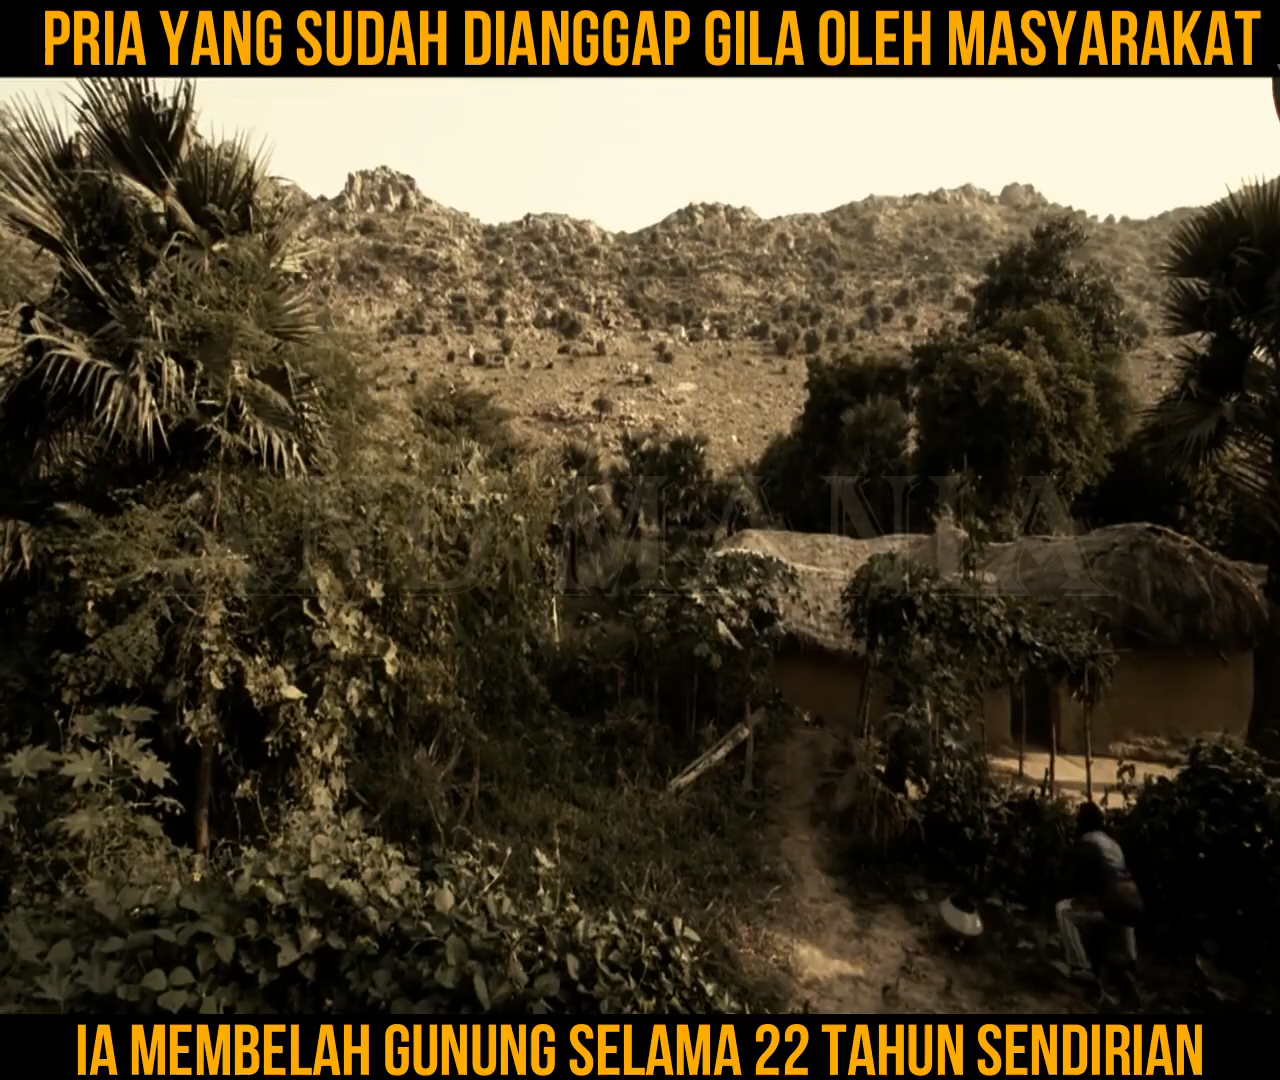 PRIA YANG SUDAH DIANGGAP GILA OLEH MASYARAKAT
IA MEMBELAH GUNUNG SELAMA 22 TAHUN SENDIRIAN